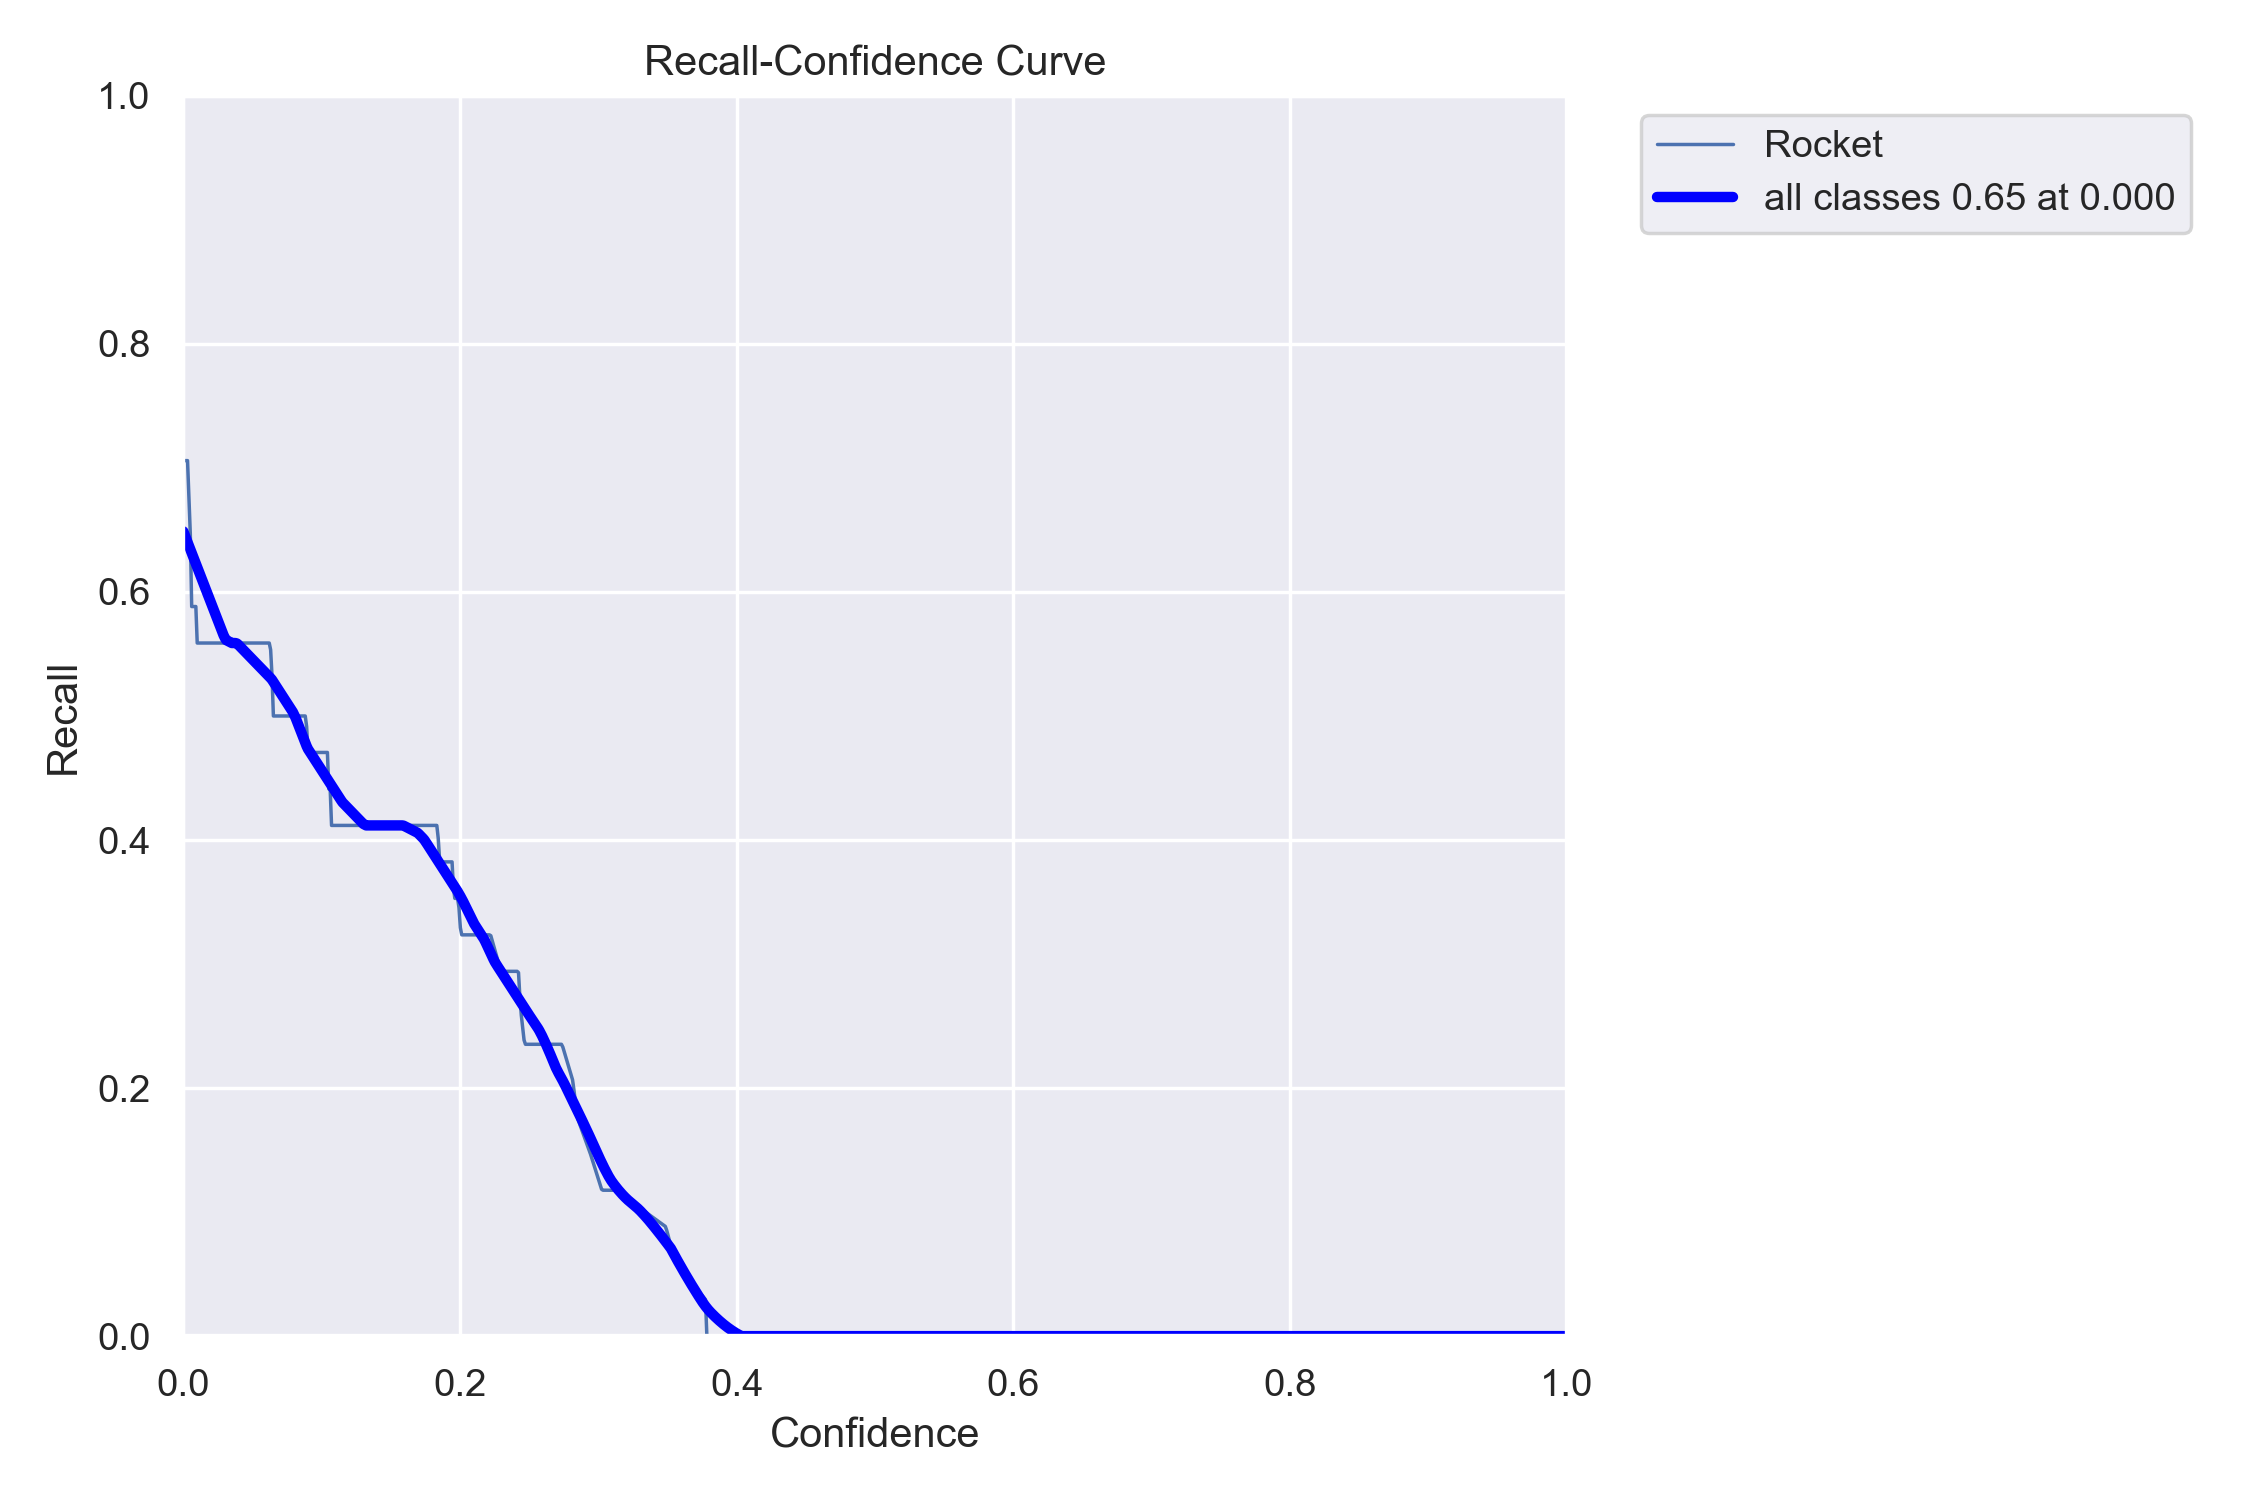 Recall-Confidence Curve
1.0
0.8
0.6
0.4
0.2
0.0
Recall
0.0 0.2 0.4 0.6 0.8 1.0
Confidence
Rocket
all classes 0.65 at 0.000